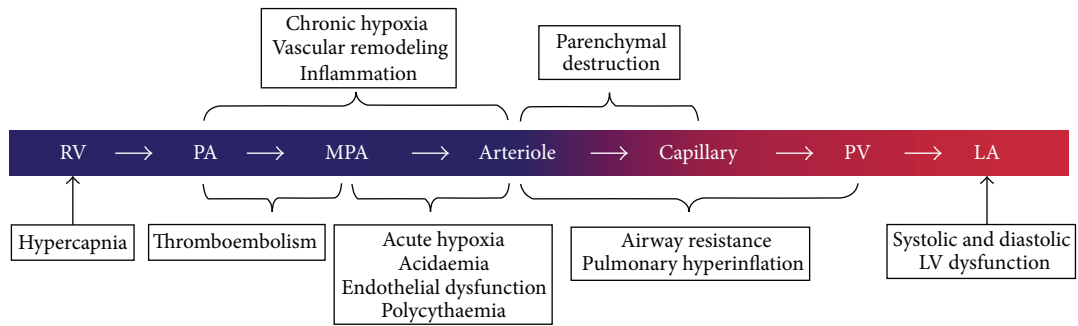 Chronic hypoxia
Vascular remodeling
Inflammation
Parenchymal
destruction
RV → PA → MPA → Arteriole → Capillary → PV → LA
Hypercapnia
Thromboembolism
Acute hypoxia
Acidaemia
Endothelial dysfunction
Polycythaemia
Airway resistance
Pulmonary hyperinflation
Systolic and diastolic
LV dysfunction